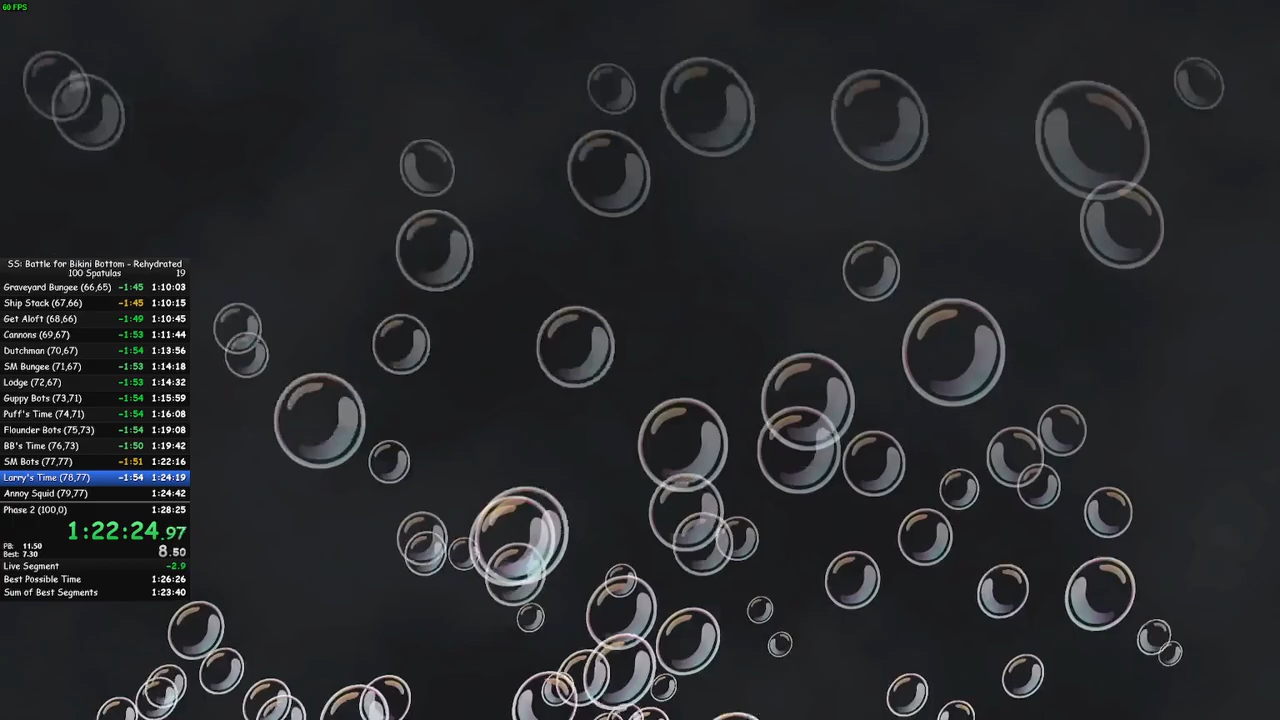 60 FPS
SS: Battle for Bikini Bottom - Rehydrated
100 Spatulas 19
Graveyard Bungee (66,65) -1:45 1:10:03
Ship Stack (67,66) -1:45 1:10:15
Get Aloft (68,66) -1:49 1:10:45
Cannons (69,67) -1:53 1:11:44
Dutchman (70,67) -1:54 1:13:56
SM Bungee (71,67) -1:53 1:14:18
Lodge (72,67) -1:53 1:14:32
Guppy Bots (73,71) -1:54 1:15:59
Puff's Time (74,71) -1:54 1:16:08
Flounder Bots (75,73) -1:54 1:19:08
BB's Time (76,73) -1:50 1:19:42
SM Bots (77,77) -1:51 1:22:16
Larry's Time (78,77) -1:54 1:24:19
Annoy Squid (79,77) 1:24:42
Phase 2 (100,0) 1:28:25
1:22:24.97
PB: 11.50 8.50
Best: 7.30
Live Segment -2.9
Best Possible Time 1:26:26
Sum of Best Segments 1:23:40